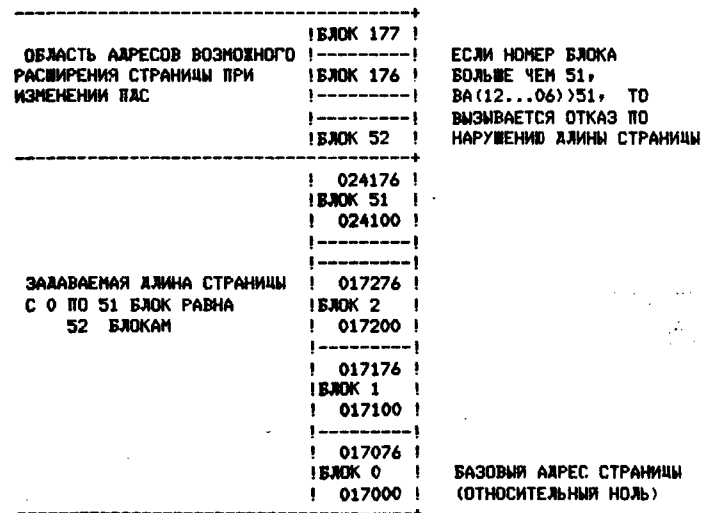 ------------------------------------------+
!БЛОК 177 !
ОБЛАСТЬ АДРЕСОВ ВОЗМОЖНОГО !---------! ЕСЛИ НОМЕР БЛОКА
РАСШИРЕНИЯ СТРАНИЦЫ ПРИ !БЛОК 176 ! БОЛЬШЕ ЧЕМ 51,
ИЗМЕНЕНИИ ПДС !---------! ВА(12...06)>51, ТО
!---------! ВЫЗЫВАЕТСЯ ОТКАЗ ПО
!БЛОК 52 ! НАРУШЕНИЮ ДЛИНЫ СТРАНИЦЫ
------------------------------------------+
! 024176 !
!БЛОК 51 !
! 024100 !
!---------!
!---------!
ЗАДАВАЕМАЯ ДЛИНА СТРАНИЦЫ ! 017276 !
С 0 ПО 51 БЛОК РАВНА !БЛОК 2 !
52 БЛОКАМ ! 017200 !
!---------!
! 017176 !
!БЛОК 1 !
! 017100 !
!---------!
! 017076 !
!БЛОК 0 ! БАЗОВЫЙ АДРЕС СТРАНИЦЫ
! 017000 ! (ОТНОСИТЕЛЬНЫЙ НОЛЬ)
------------------------------------------+